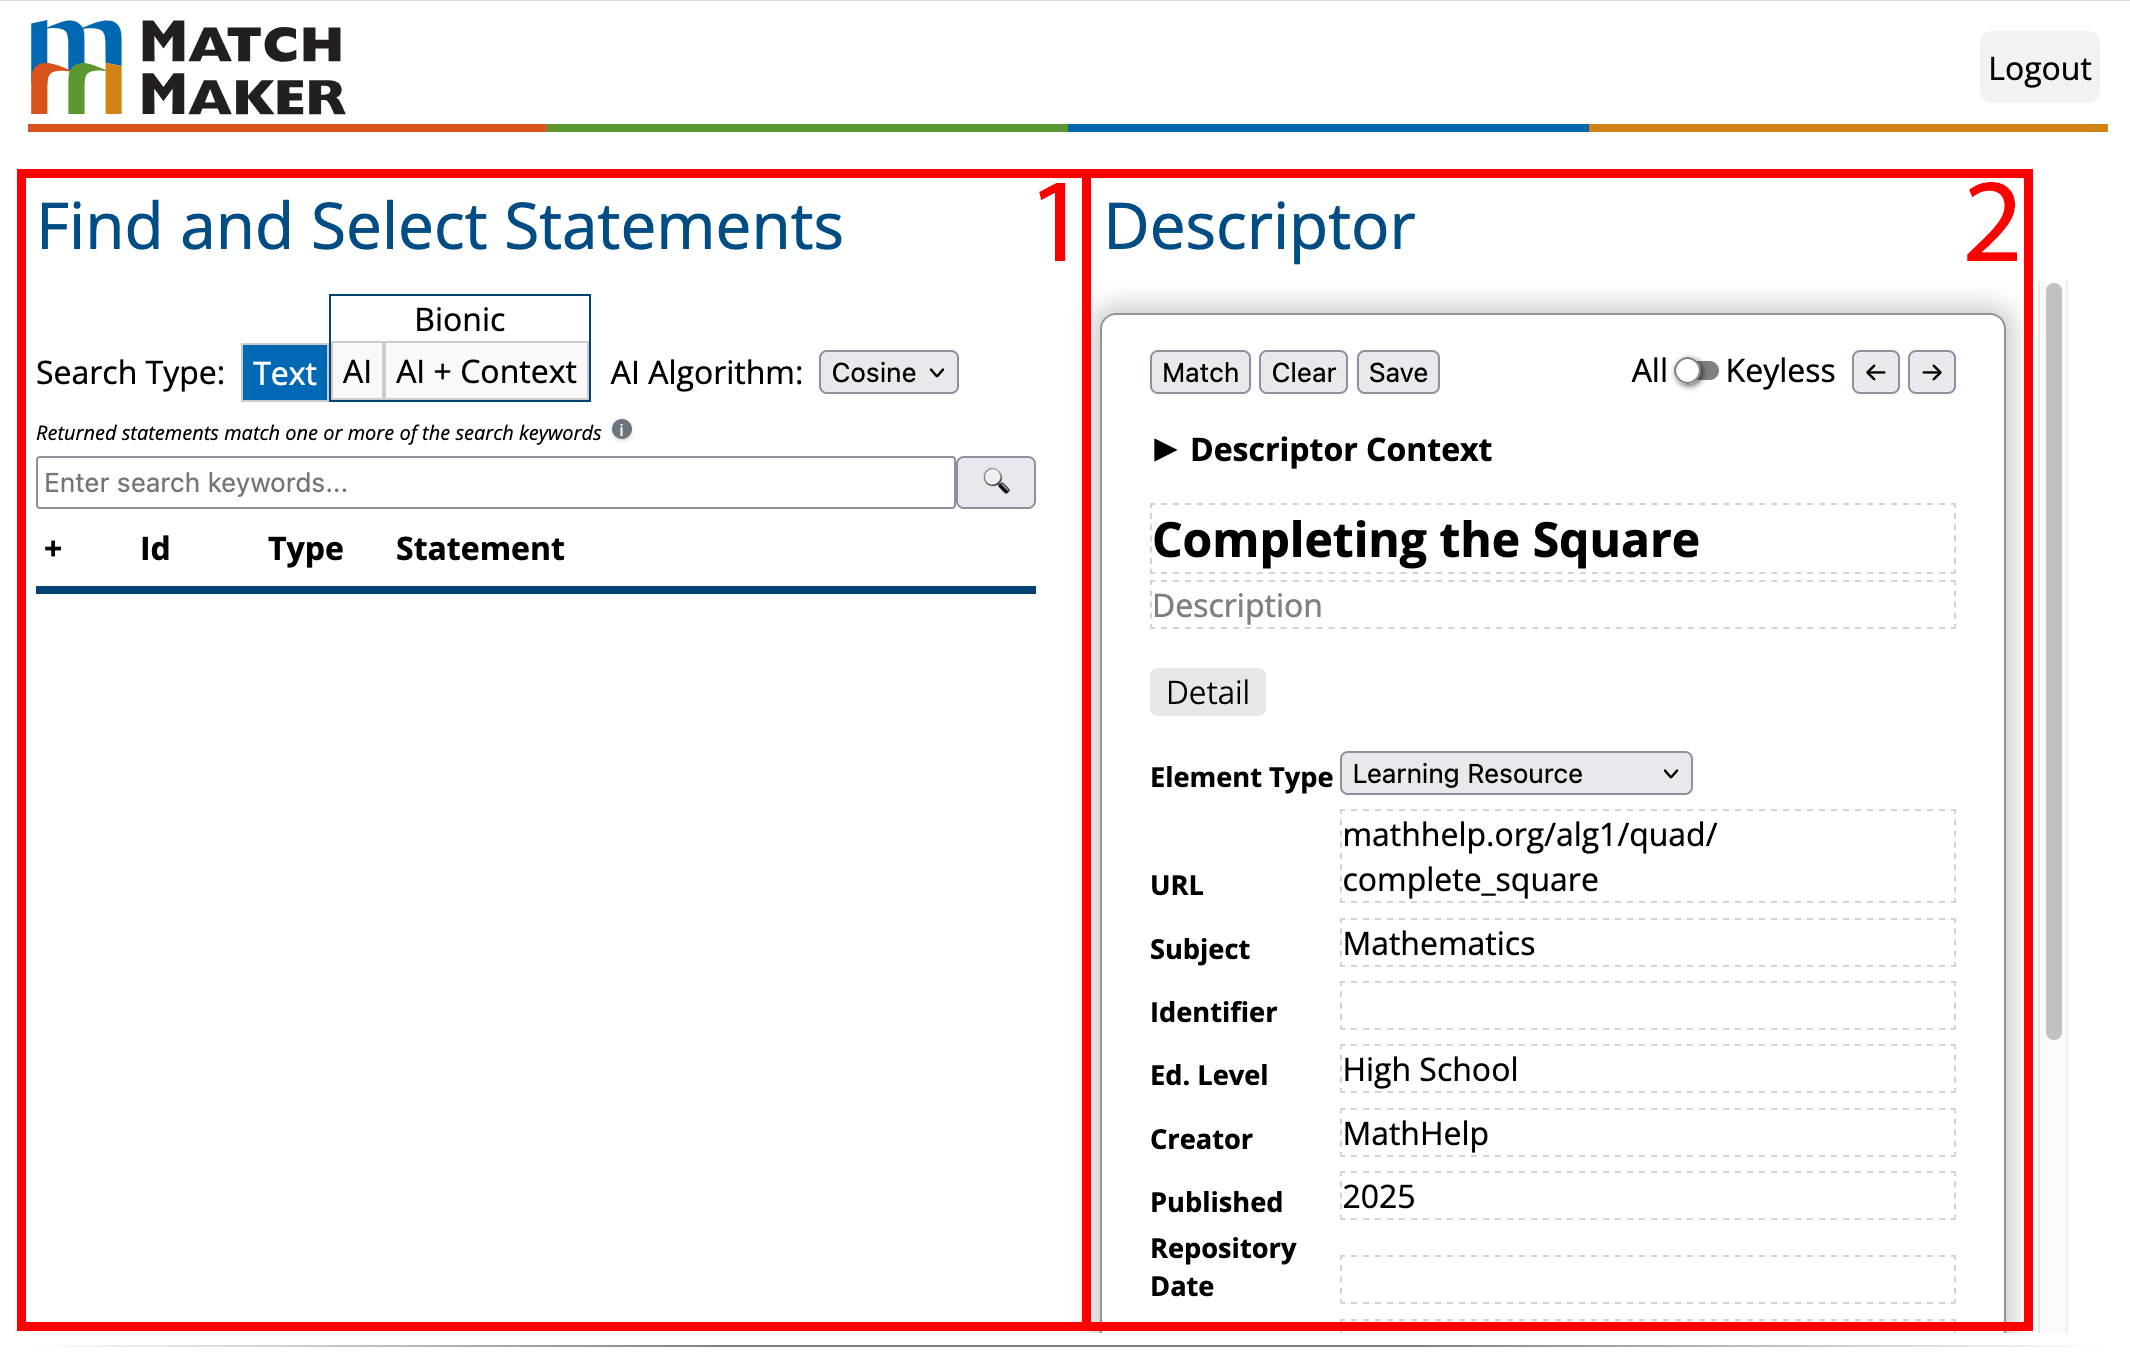 MATCH
MAKER
Logout
Find and Select Statements
1
Bionic
Search Type: Text AI AI + Context AI Algorithm: Cosine
Returned statements match one or more of the search keywords i
Enter search keywords...
+ Id Type Statement
Descriptor
2
Match Clear Save All Keyless ← →
▶ Descriptor Context
Completing the Square
Description
Detail
Element Type Learning Resource
URL mathhelp.org/alg1/quad/
complete_square
Subject Mathematics
Identifier
Ed. Level High School
Creator MathHelp
Published 2025
Repository
Date